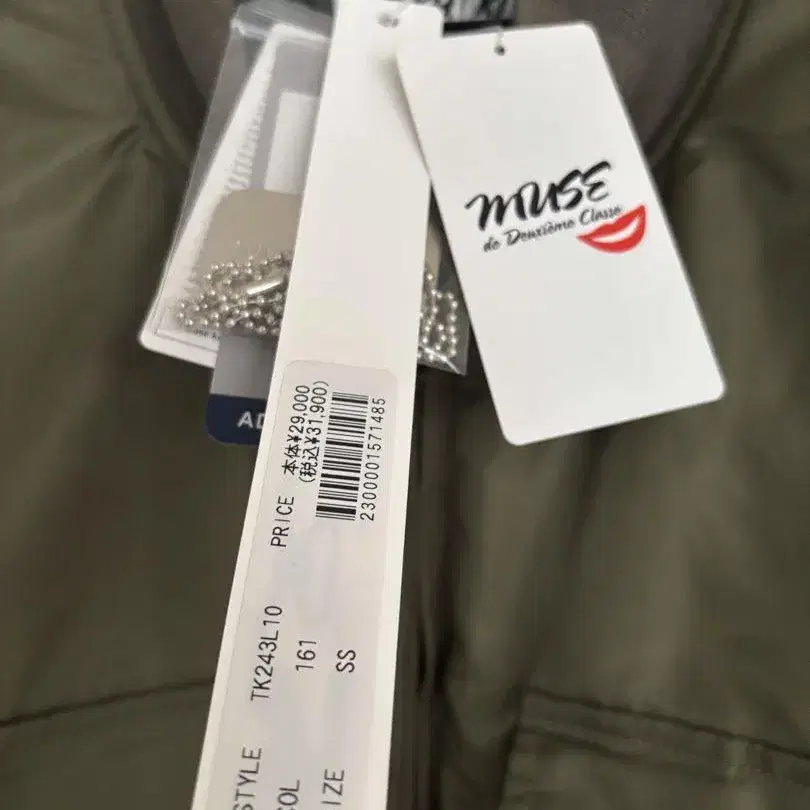 MUSE
de Deuxième Classe
AD
STYLE TK243L10 PRICE 本体¥29,000
(税込¥31,900)
COL 161
SIZE SS
2300001571485